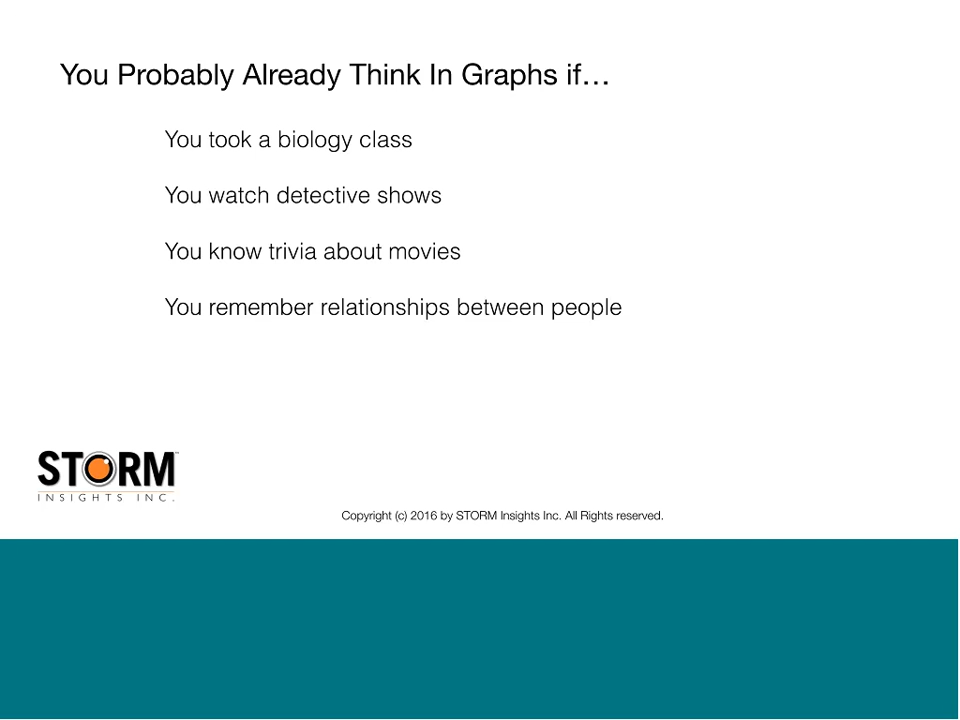 You Probably Already Think In Graphs if…
You took a biology class
You watch detective shows
You know trivia about movies
You remember relationships between people
STORM™
INSIGHTS INC.
Copyright (c) 2016 by STORM Insights Inc. All Rights reserved.